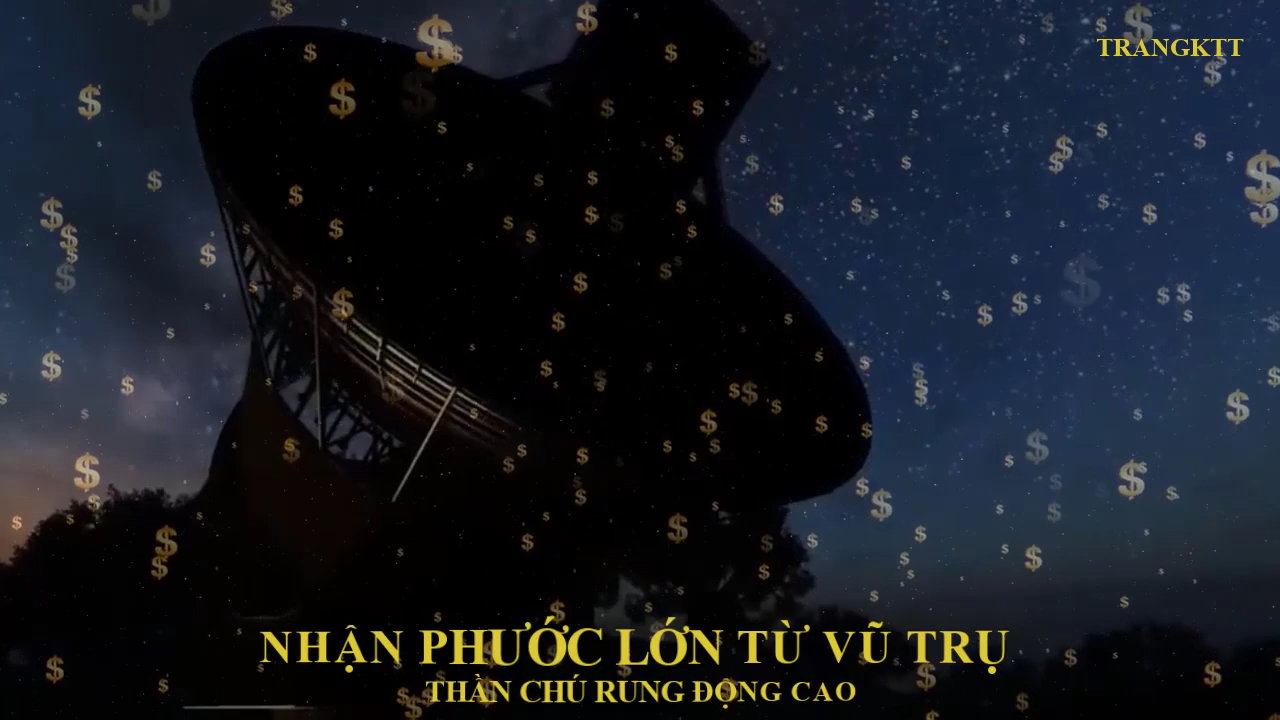 TRANGKTT
NHẬN PHƯỚC LỚN TỪ VŨ TRỤ
THẦN CHÚ RUNG ĐỘNG CAO